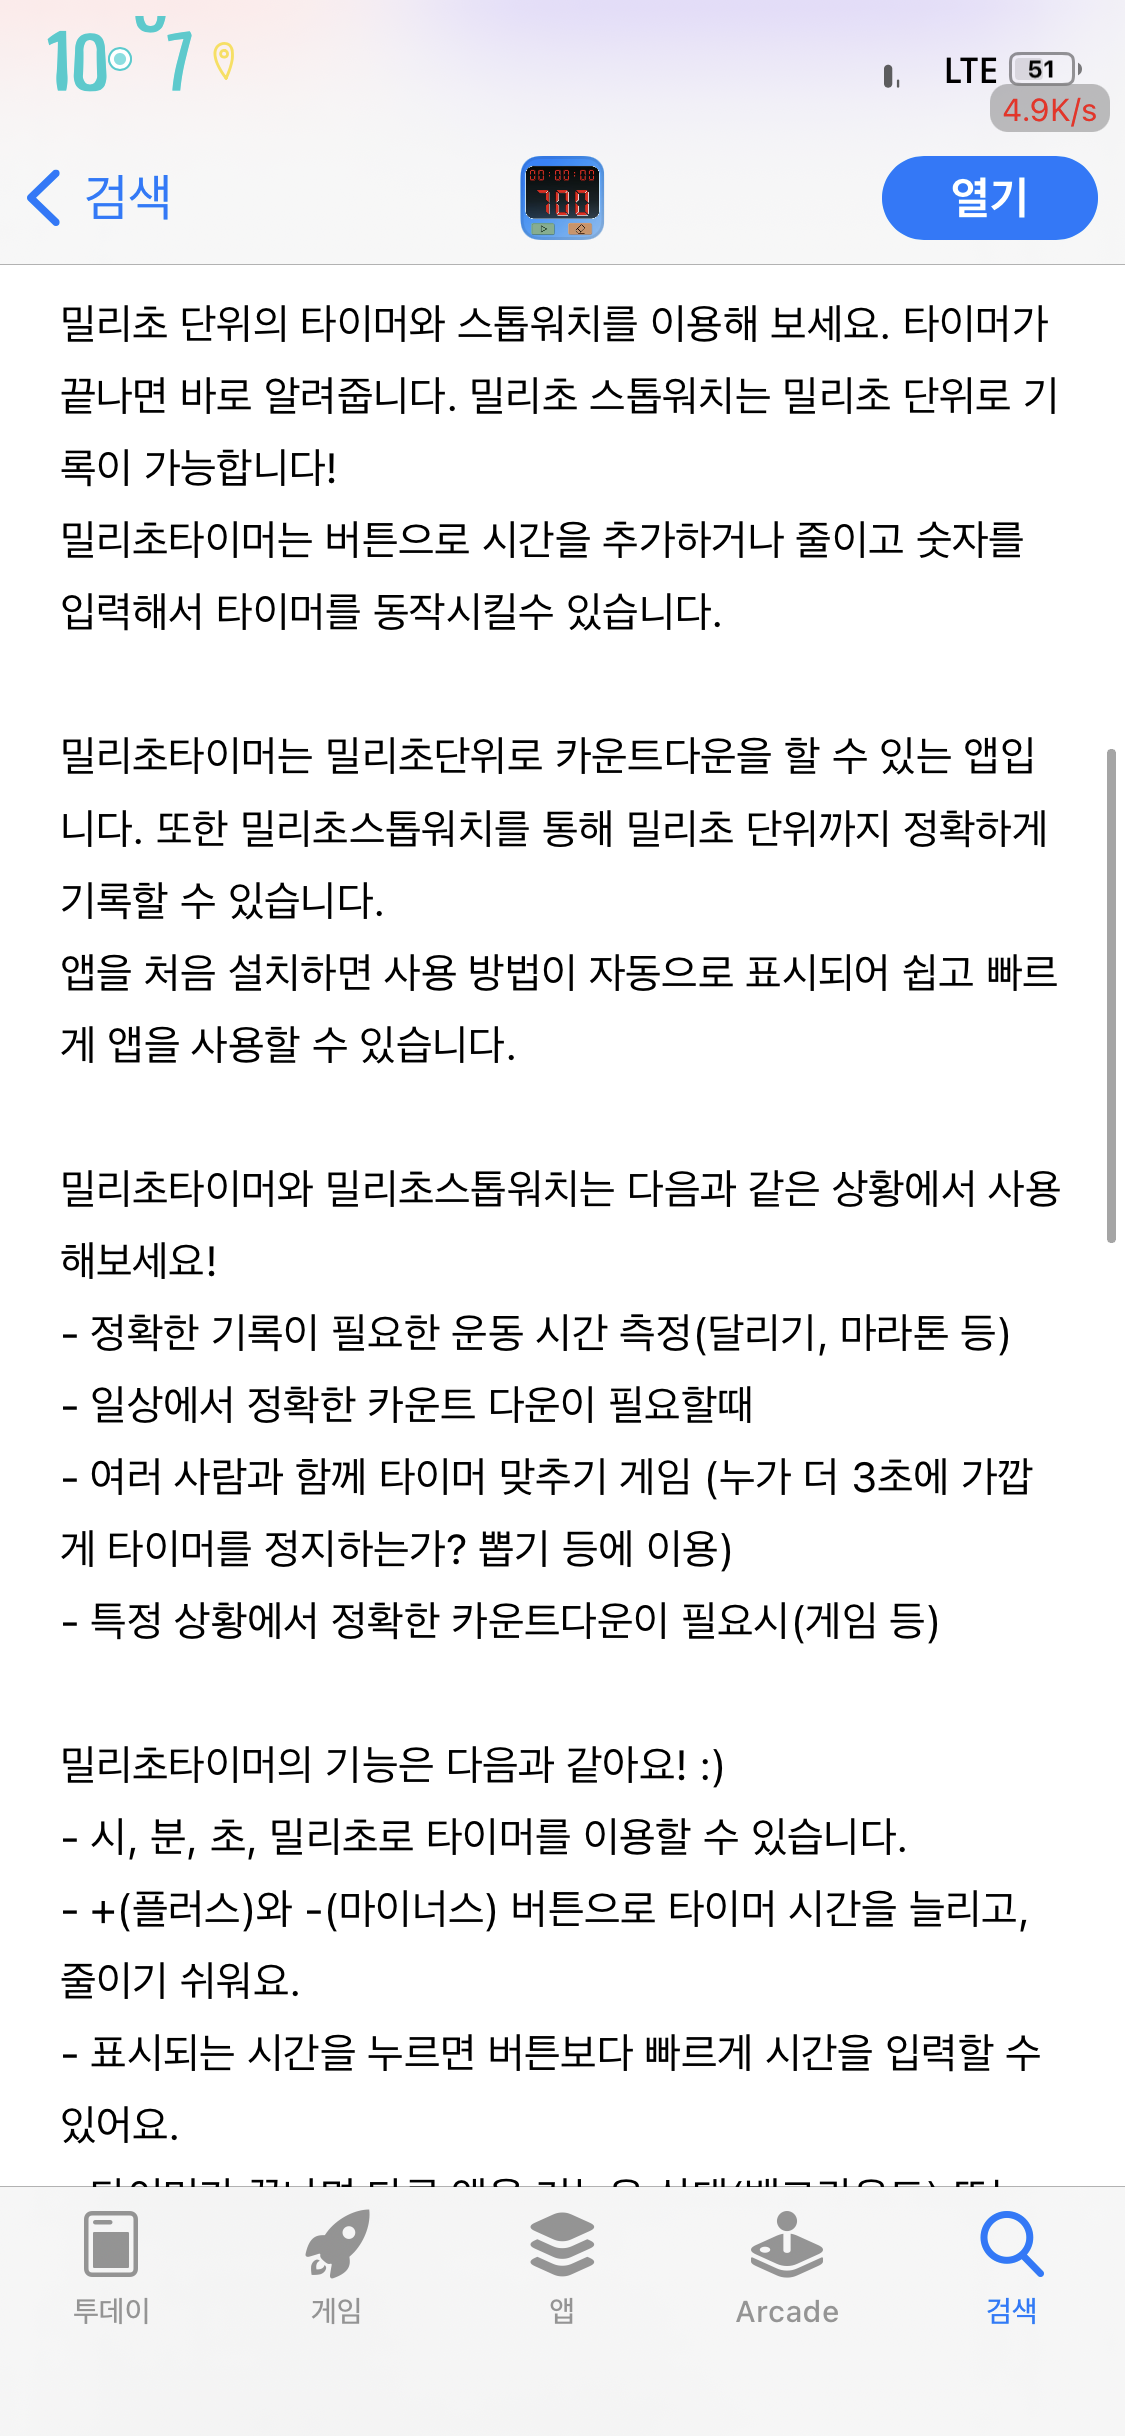 10 7
LTE 51
4.9K/s
검색
00:00:00
700
열기
밀리초 단위의 타이머와 스톱워치를 이용해 보세요. 타이머가
끝나면 바로 알려줍니다. 밀리초 스톱워치는 밀리초 단위로 기
록이 가능합니다!
밀리초타이머는 버튼으로 시간을 추가하거나 줄이고 숫자를
입력해서 타이머를 동작시킬수 있습니다.
밀리초타이머는 밀리초단위로 카운트다운을 할 수 있는 앱입
니다. 또한 밀리초스톱워치를 통해 밀리초 단위까지 정확하게
기록할 수 있습니다.
앱을 처음 설치하면 사용 방법이 자동으로 표시되어 쉽고 빠르
게 앱을 사용할 수 있습니다.
밀리초타이머와 밀리초스톱워치는 다음과 같은 상황에서 사용
해보세요!
- 정확한 기록이 필요한 운동 시간 측정(달리기, 마라톤 등)
- 일상에서 정확한 카운트 다운이 필요할때
- 여러 사람과 함께 타이머 맞추기 게임 (누가 더 3초에 가깝
게 타이머를 정지하는가? 뽑기 등에 이용)
- 특정 상황에서 정확한 카운트다운이 필요시(게임 등)
밀리초타이머의 기능은 다음과 같아요! :)
- 시, 분, 초, 밀리초로 타이머를 이용할 수 있습니다.
- +(플러스)와 -(마이너스) 버튼으로 타이머 시간을 늘리고,
줄이기 쉬워요.
- 표시되는 시간을 누르면 버튼보다 빠르게 시간을 입력할 수
있어요.
투데이
게임
앱
Arcade
검색